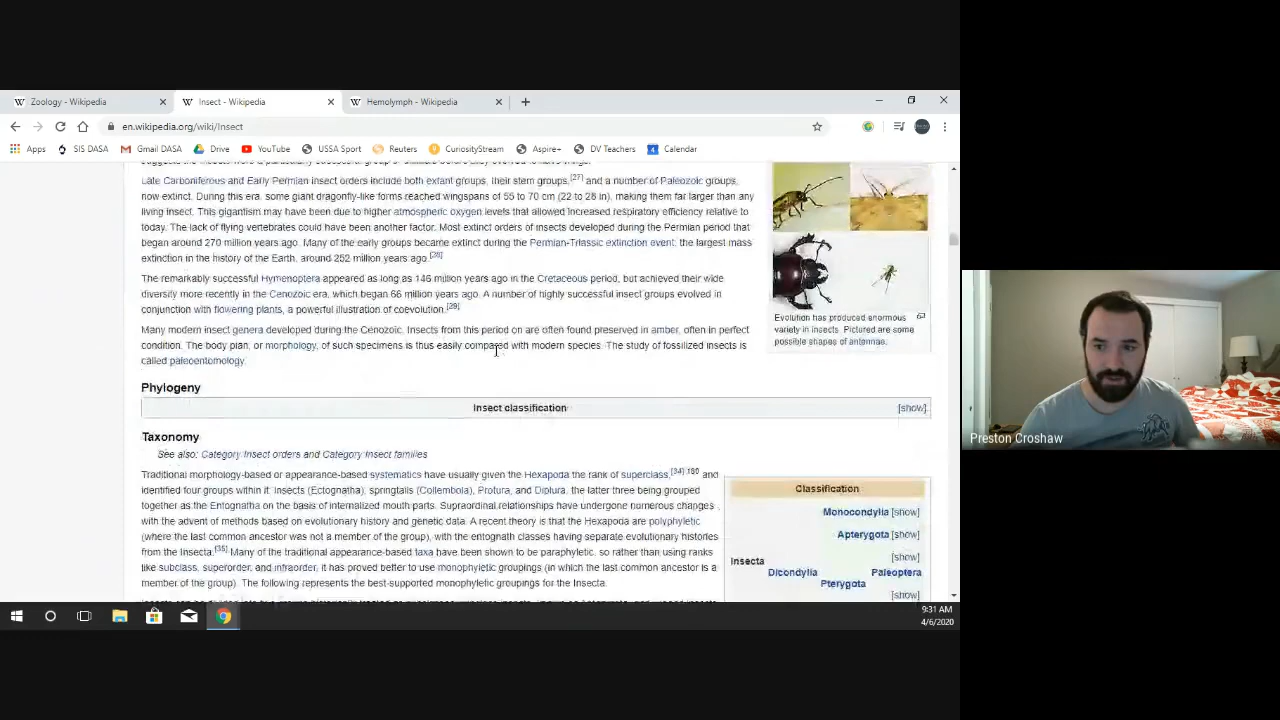 Zoology - Wikipedia
Insect - Wikipedia
Hemolymph - Wikipedia
en.wikipedia.org/wiki/Insect
Apps SIS DASA Gmail DASA Drive YouTube USSA Sport Reuters CuriosityStream Aspire+ DV Teachers Calendar
Late Carboniferous and Early Permian insect orders include both extant groups, their stem groups,[27] and a number of Paleozoic groups,
now extinct. During this era, some giant dragonfly-like forms reached wingspans of 55 to 70 cm (22 to 28 in), making them far larger than any
living insect. This gigantism may have been due to higher atmospheric oxygen levels that allowed increased respiratory efficiency relative to
today. The lack of flying vertebrates could have been another factor. Most extinct orders of insects developed during the Permian period that
began around 270 million years ago. Many of the early groups became extinct during the Permian-Triassic extinction event, the largest mass
extinction in the history of the Earth, around 252 million years ago.[28]
The remarkably successful Hymenoptera appeared as long as 146 million years ago in the Cretaceous period, but achieved their wide
diversity more recently in the Cenozoic era, which began 66 million years ago. A number of highly successful insect groups evolved in
conjunction with flowering plants, a powerful illustration of coevolution.[29]
Many modern insect genera developed during the Cenozoic. Insects from this period on are often found preserved in amber, often in perfect
condition. The body plan, or morphology, of such specimens is thus easily compared with modern species. The study of fossilized insects is
called paleoentomology.
Evolution has produced enormous
variety in insects. Pictured are some
possible shapes of antennae.
Phylogeny
Insect classification [show]
Taxonomy
See also: Category:Insect orders and Category:Insect families
Traditional morphology-based or appearance-based systematics have usually given the Hexapoda the rank of superclass,[34]:180 and
identified four groups within it: insects (Ectognatha), springtails (Collembola), Protura, and Diplura, the latter three being grouped
together as the Entognatha on the basis of internalized mouth parts. Supraordinal relationships have undergone numerous changes
with the advent of methods based on evolutionary history and genetic data. A recent theory is that the Hexapoda are polyphyletic
(where the last common ancestor was not a member of the group), with the entognath classes having separate evolutionary histories
from the Insecta.[35] Many of the traditional appearance-based taxa have been shown to be paraphyletic, so rather than using ranks
like subclass, superorder, and infraorder, it has proved better to use monophyletic groupings (in which the last common ancestor is a
member of the group). The following represents the best-supported monophyletic groupings for the Insecta.
Classification
Monocondylia [show]
Apterygota [show]
[show]
Insecta
Dicondylia Paleoptera
Pterygota
[show]
9:31 AM
4/6/2020
Preston Croshaw